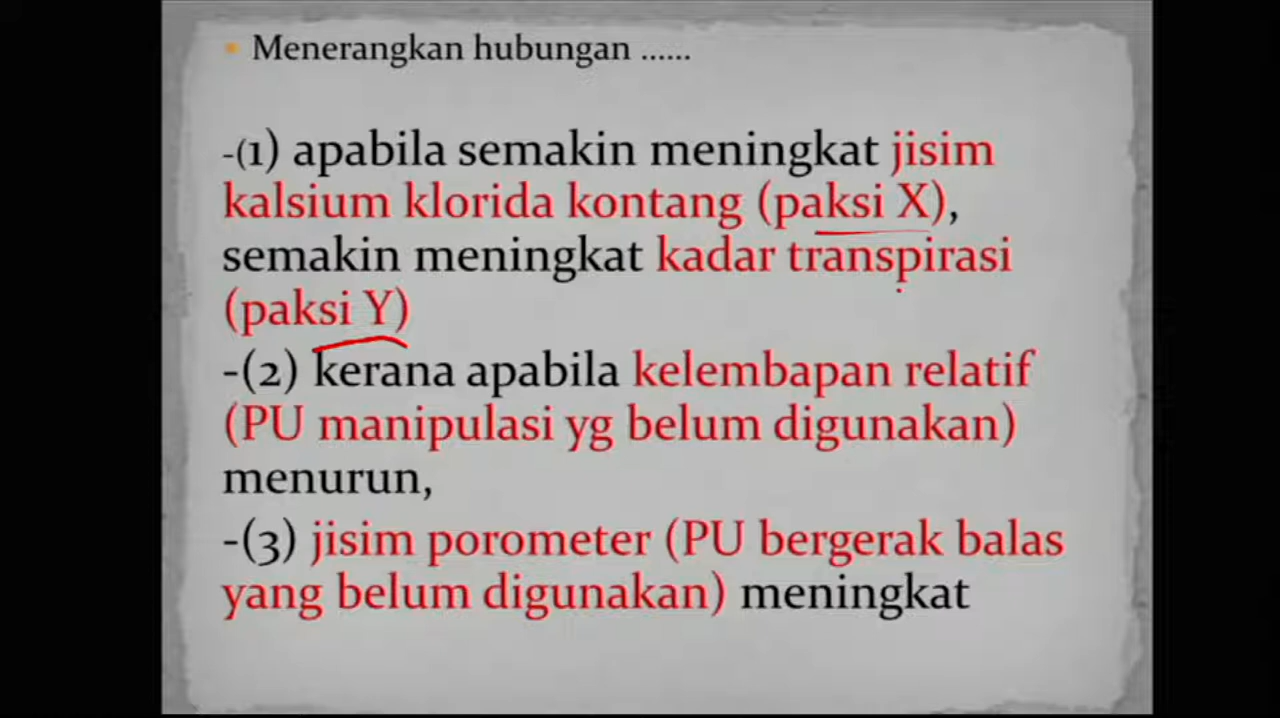 ▪ Menerangkan hubungan ......
-(1) apabila semakin meningkat jisim
kalsium klorida kontang (paksi X),
semakin meningkat kadar transpirasi
(paksi Y)
-(2) kerana apabila kelembapan relatif
(PU manipulasi yg belum digunakan)
menurun,
-(3) jisim porometer (PU bergerak balas
yang belum digunakan) meningkat